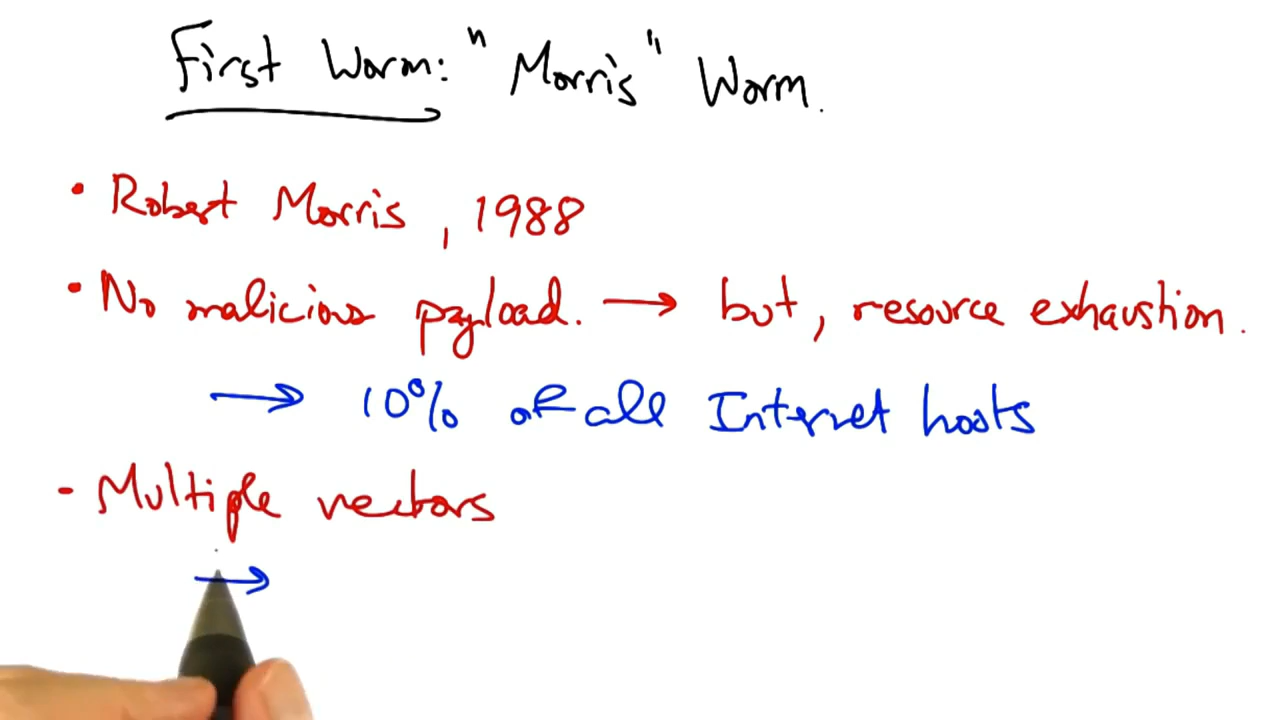 First Worm: "Morris" Worm.
• Robert Morris, 1988
• No malicious payload. → but, resource exhaustion.
→ 10% of all Internet hosts
- Multiple vectors
→